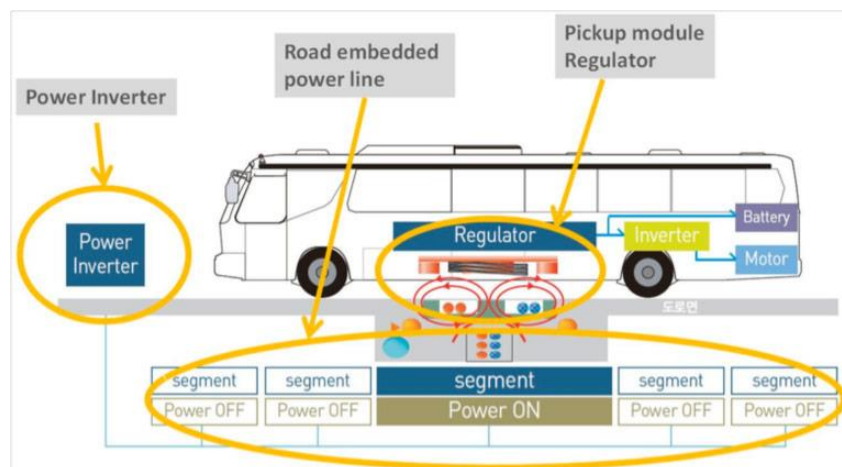 Pickup module
Regulator
Road embedded
power line
Power Inverter
Power
Inverter
Regulator
Inverter
Battery
Motor
도로면
segment
segment
segment
segment
segment
Power OFF
Power OFF
Power ON
Power OFF
Power OFF